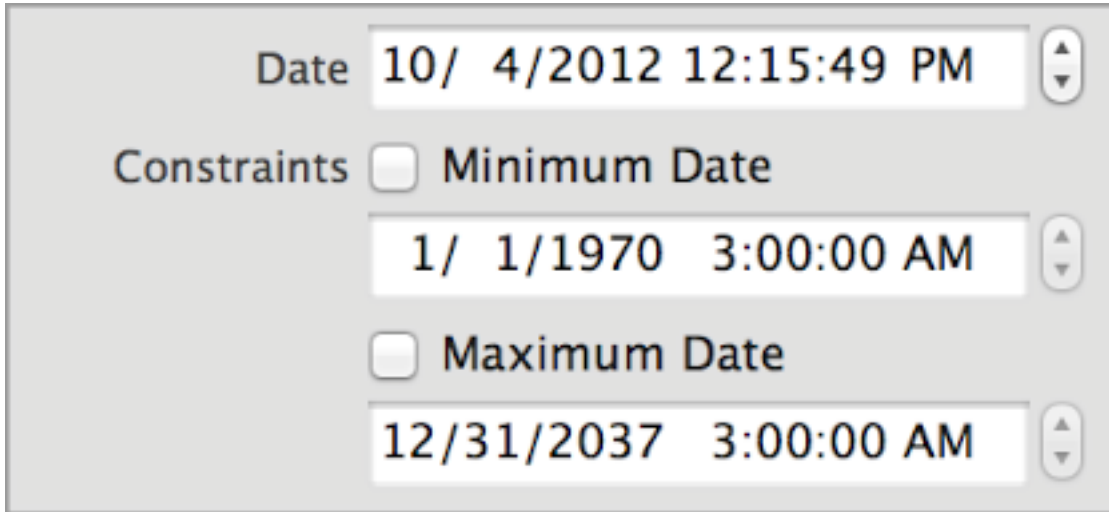 Date 10/ 4/2012 12:15:49 PM
Constraints Minimum Date
1/ 1/1970 3:00:00 AM
Maximum Date
12/31/2037 3:00:00 AM